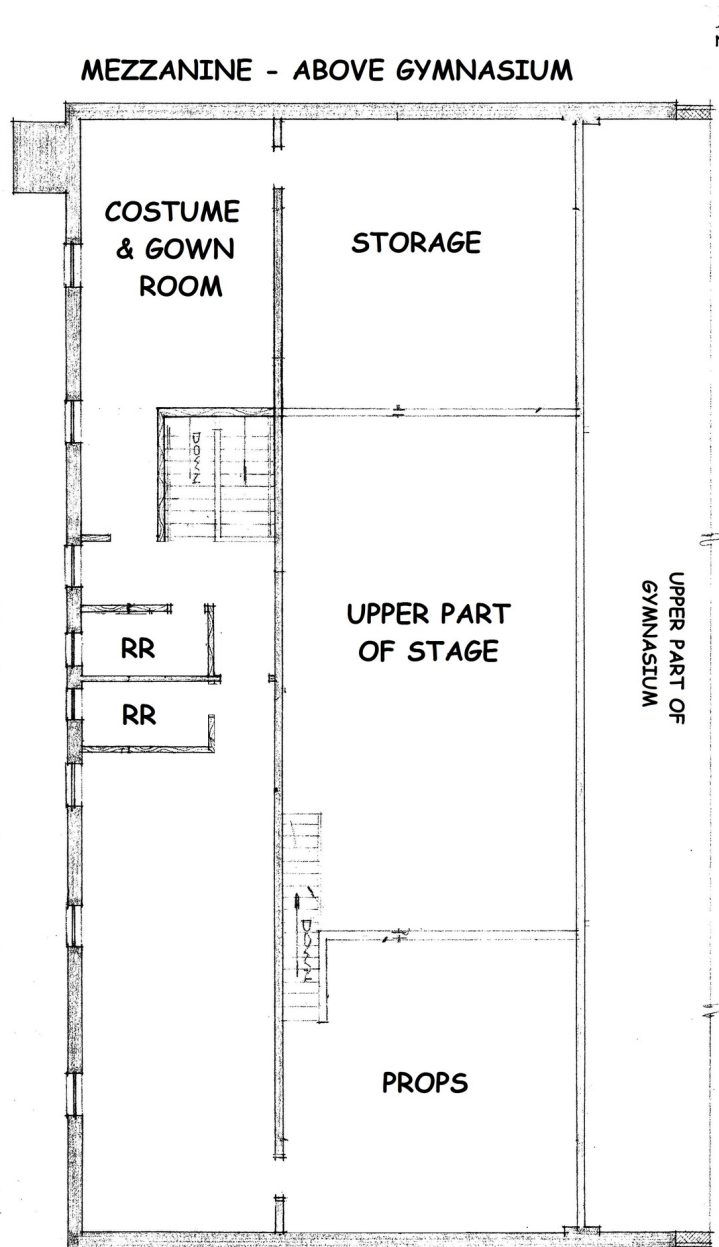 MEZZANINE - ABOVE GYMNASIUM
COSTUME
& GOWN
ROOM
STORAGE
DOWN
UPPER PART
OF STAGE
UPPER PART OF
GYMNASIUM
RR
RR
DOWN
PROPS